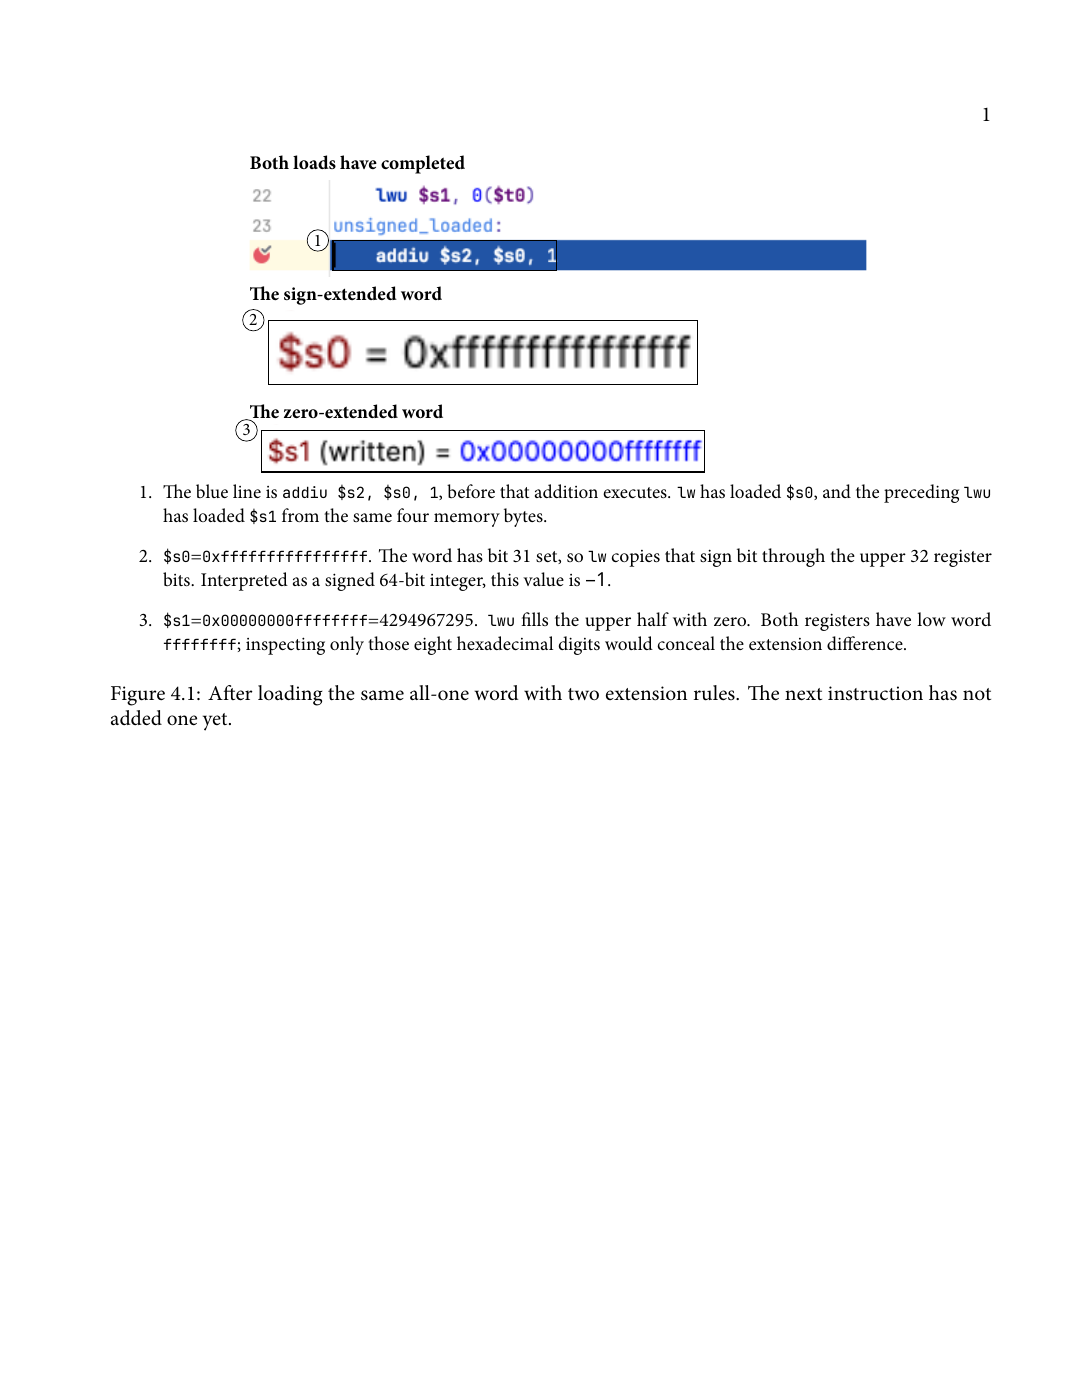 1
Both loads have completed
22 lwu $s1, 0($t0)
23 unsigned_loaded:
1 addiu $s2, $s0, 1
The sign-extended word
2
$s0 = 0xffffffffffffffff
The zero-extended word
3
$s1 (written) = 0x00000000ffffffff
1. The blue line is addiu $s2, $s0, 1, before that addition executes. lw has loaded $s0, and the preceding lwu
has loaded $s1 from the same four memory bytes.
2. $s0=0xffffffffffffffff. The word has bit 31 set, so lw copies that sign bit through the upper 32 register
bits. Interpreted as a signed 64-bit integer, this value is −1.
3. $s1=0x00000000ffffffff=4294967295. lwu fills the upper half with zero. Both registers have low word
ffffffff; inspecting only those eight hexadecimal digits would conceal the extension difference.
Figure 4.1: After loading the same all-one word with two extension rules. The next instruction has not
added one yet.